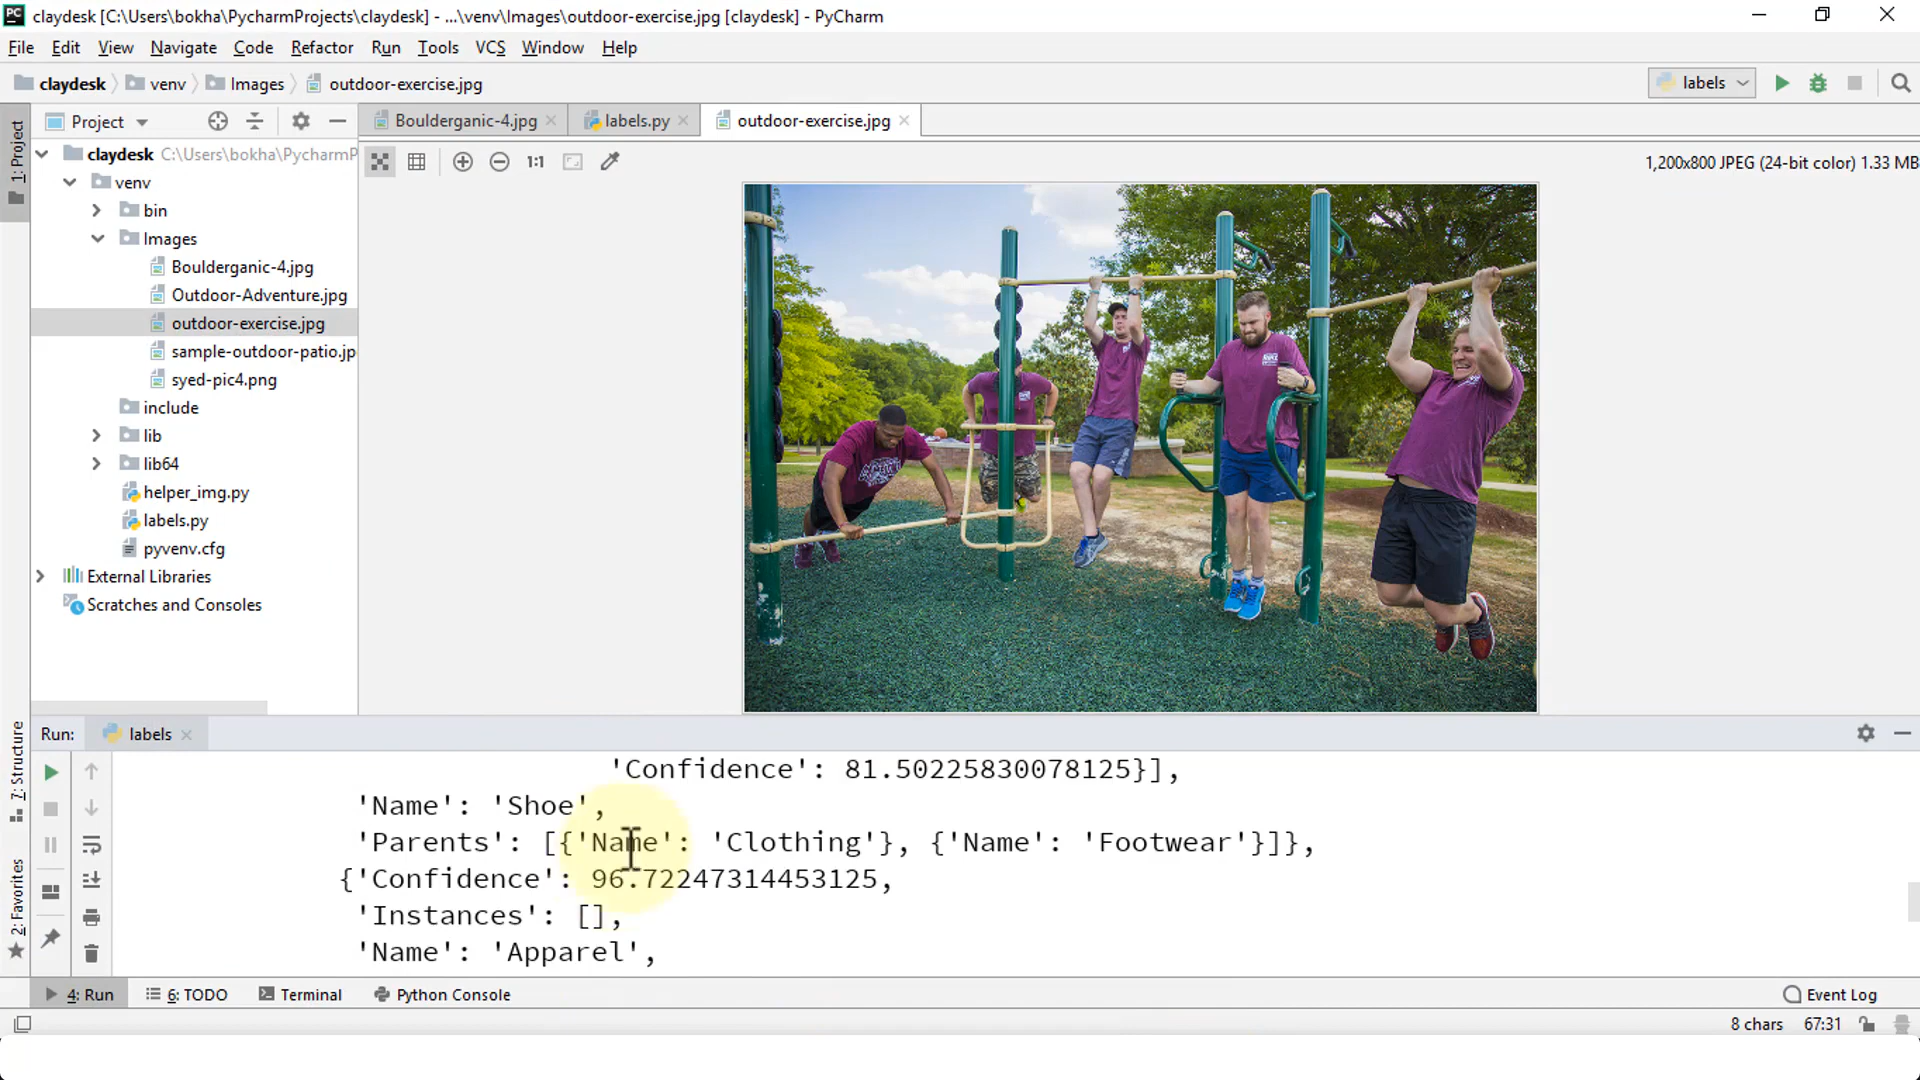 claydesk [C:\Users\bokha\PycharmProjects\claydesk] - ...\venv\Images\outdoor-exercise.jpg [claydesk] - PyCharm
File Edit View Navigate Code Refactor Run Tools VCS Window Help
claydesk venv Images outdoor-exercise.jpg labels
Project Boulderganic-4.jpg labels.py outdoor-exercise.jpg
1: Project
1:1 1,200x800 JPEG (24-bit color) 1.33 MB
claydesk C:\Users\bokha\PycharmP
venv
bin
Images
Boulderganic-4.jpg
Outdoor-Adventure.jpg
outdoor-exercise.jpg
sample-outdoor-patio.jp
syed-pic4.png
include
lib
lib64
helper_img.py
labels.py
pyvenv.cfg
External Libraries
Scratches and Consoles
7: Structure
2: Favorites
Run: labels
'Confidence': 81.50225830078125}],
'Name': 'Shoe',
'Parents': [{'Name': 'Clothing'}, {'Name': 'Footwear'}]},
{'Confidence': 96.72247314453125,
'Instances': [],
'Name': 'Apparel',
4: Run 6: TODO Terminal Python Console Event Log
8 chars 67:31